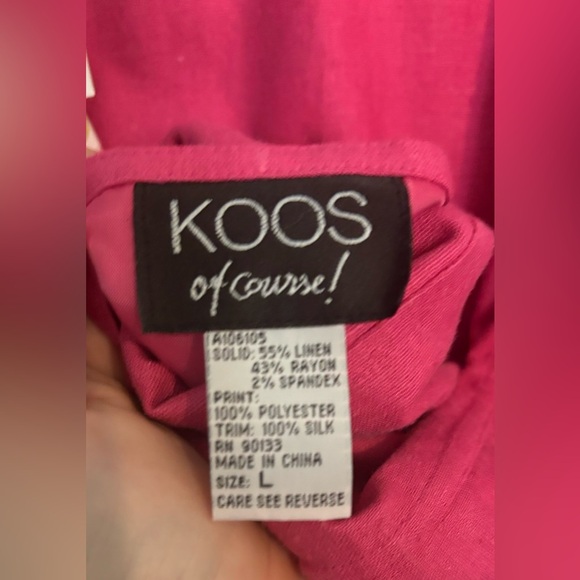 KOOS
of Course!
A106105
SOLID: 55% LINEN
43% RAYON
2% SPANDEX
PRINT:
100% POLYESTER
TRIM: 100% SILK
RN 90133
MADE IN CHINA
SIZE: L
CARE SEE REVERSE